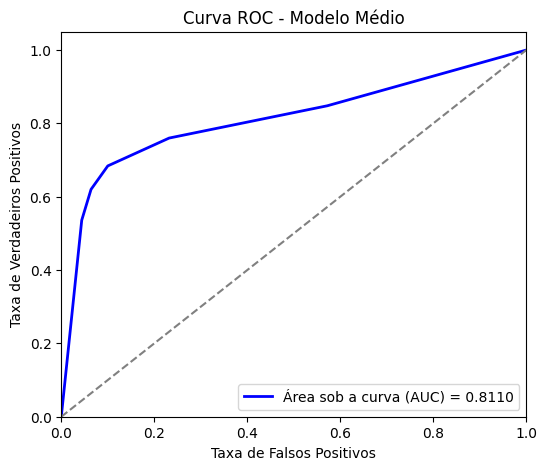 Curva ROC - Modelo Médio
1.0
0.8
0.6
0.4
0.2
0.0
Taxa de Verdadeiros Positivos
Área sob a curva (AUC) = 0.8110
0.0 0.2 0.4 0.6 0.8 1.0
Taxa de Falsos Positivos